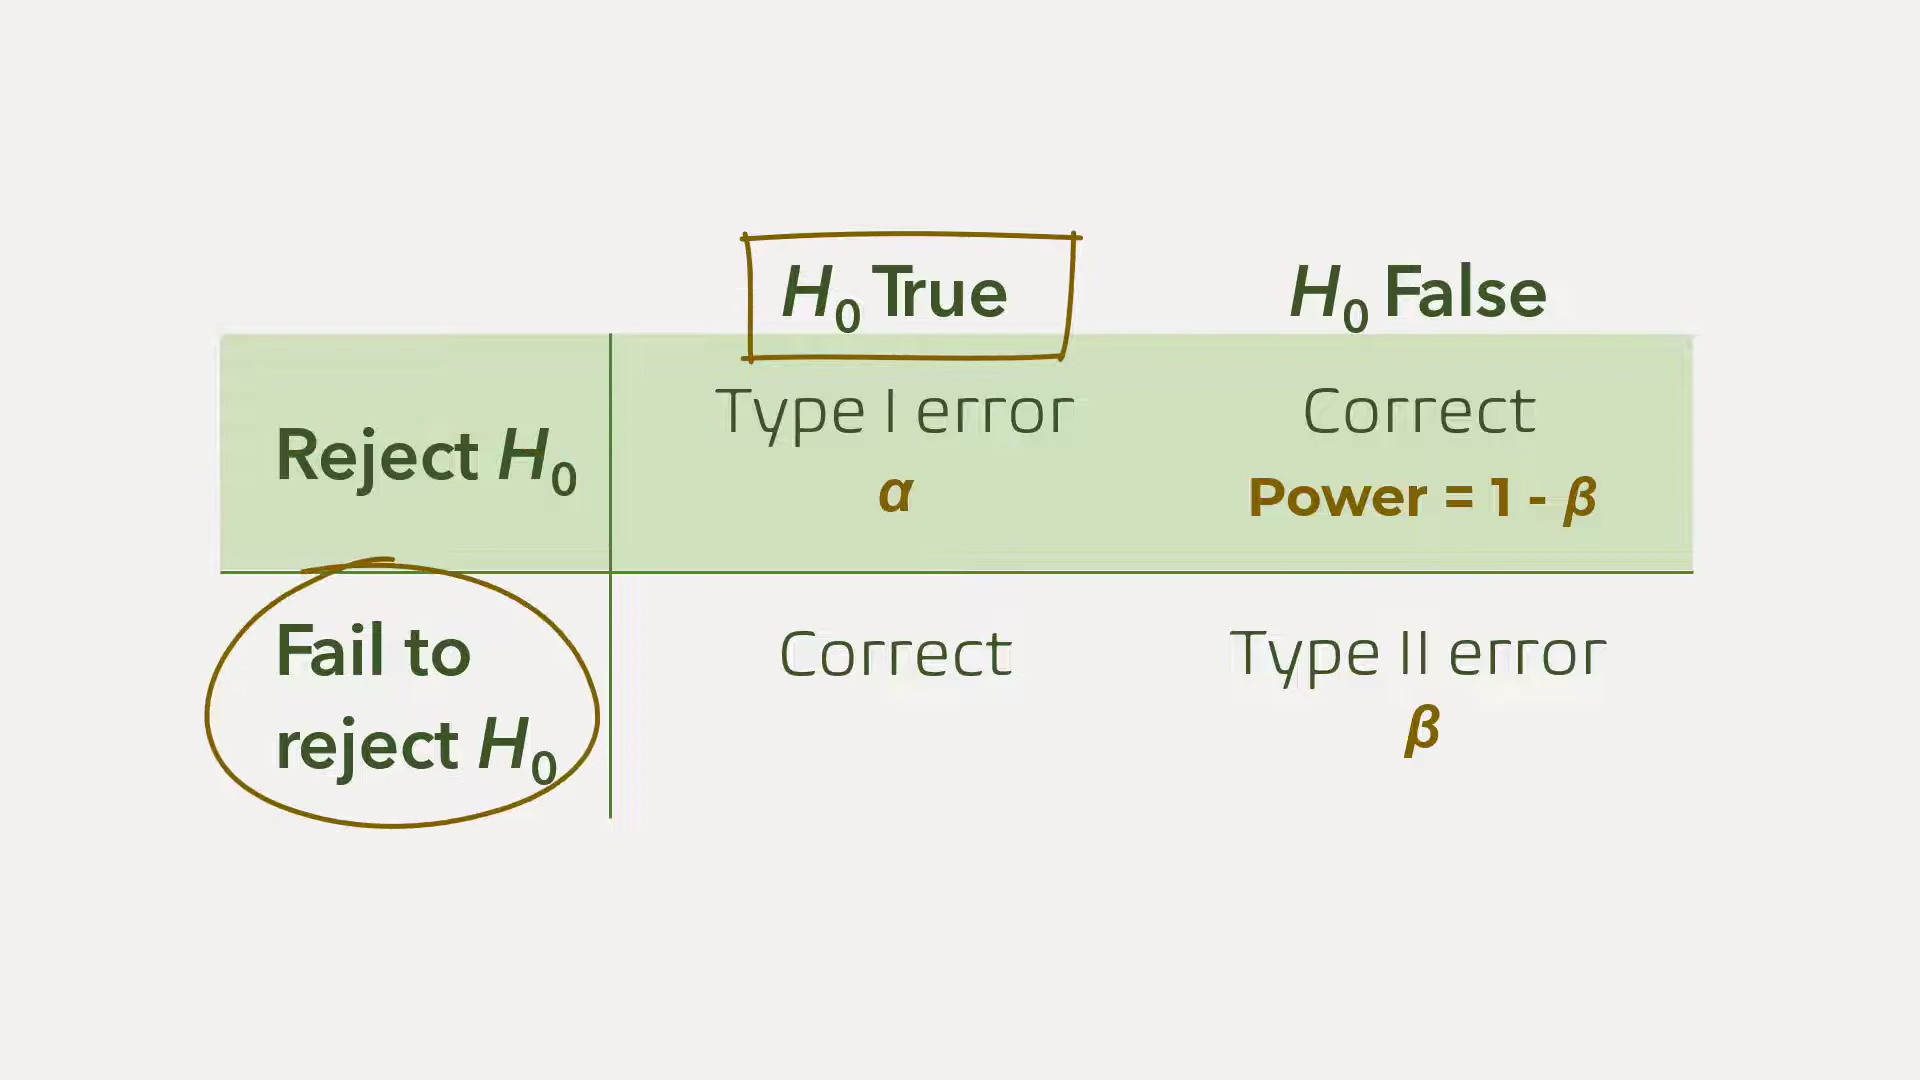 H₀ True H₀ False
Type I error Correct
Reject H₀
α Power = 1 - β
Fail to
reject H₀
Correct Type II error
β